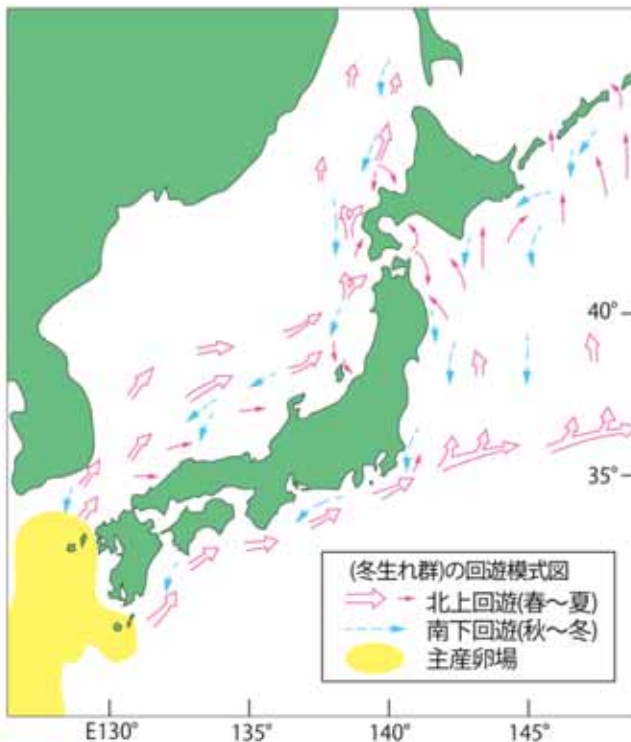 40°
35°
(冬生れ群)の回遊模式図
北上回遊(春～夏)
南下回遊(秋～冬)
主産卵場
E130°
135°
140°
145°